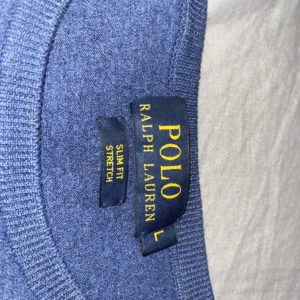 POLO
RALPH LAUREN
L
SLIM FIT
STRETCH